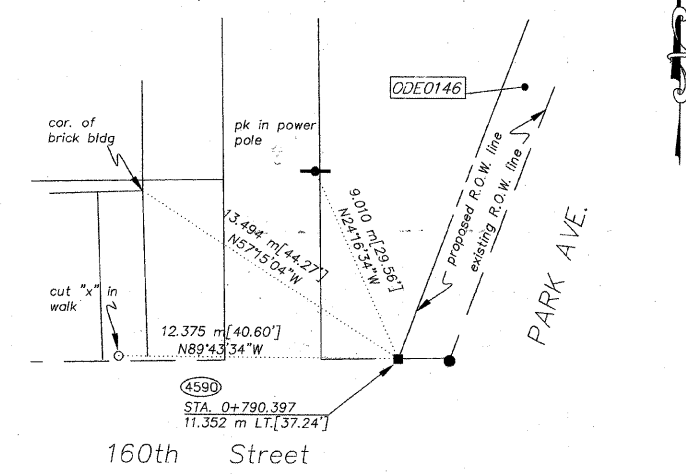 ODE0146
cor. of
brick bldg
pk in power
pole
proposed R.O.W. line
existing R.O.W. line
9.010 m[29.56']
N24°16'34"W
13.494 m[44.27']
N57°15'04"W
PARK AVE.
cut "x" in
walk
12.375 m[40.60']
N89°43'34"W
4590
STA. 0+790.397
11.352 m LT.[37.24']
160th Street